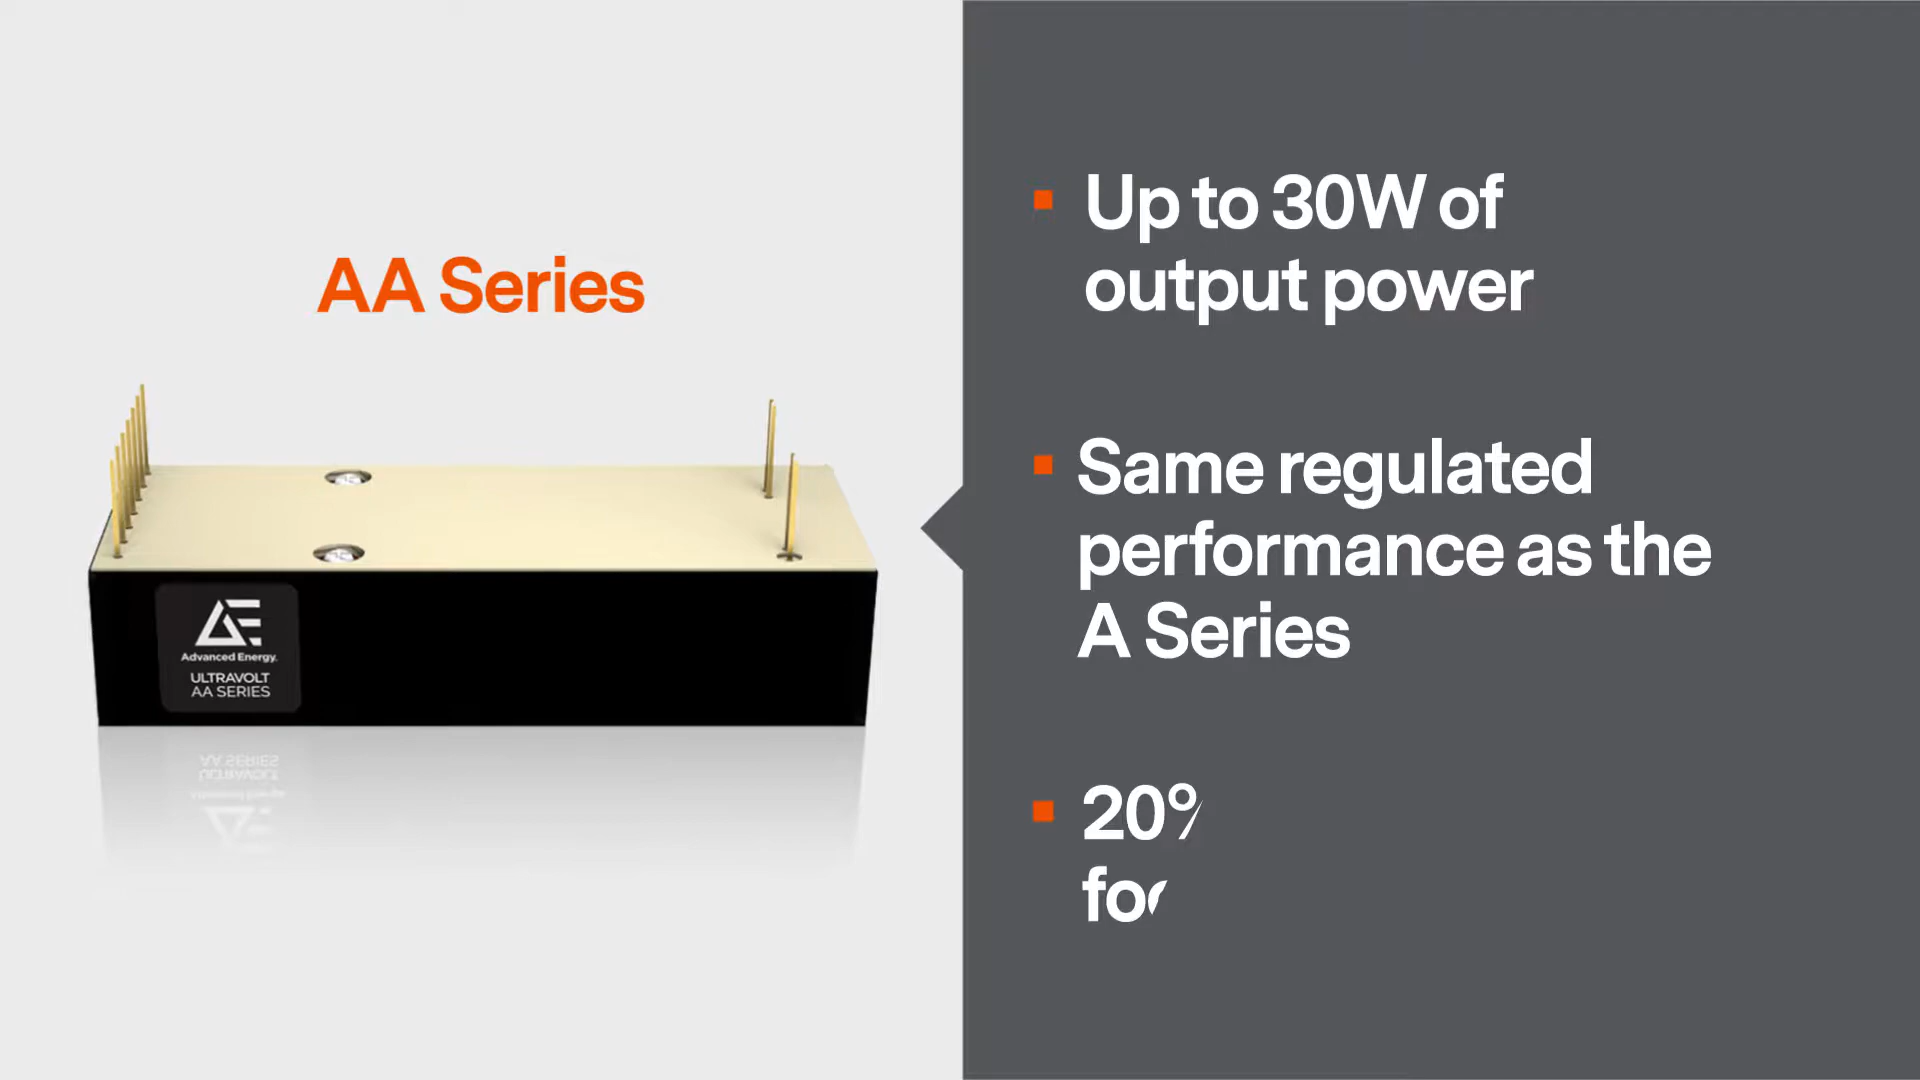 AA Series
Advanced Energy.
ULTRAVOLT
AA SERIES
Up to 30W of
output power
Same regulated
performance as the
A Series
20%